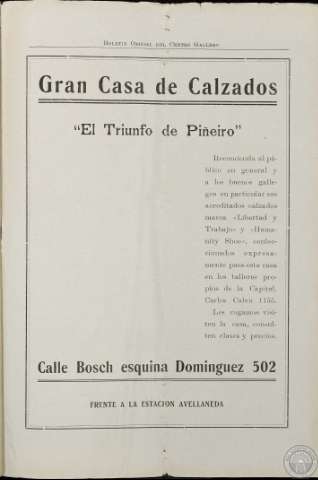 Boletin Oficial del Centro Gallego
Gran Casa de Calzados
"El Triunfo de Piñeiro"
Recomienda al pú-
blico en general y
a los buenos galle-
gos en particular sus
acreditados calzados
marca «Libertad y
Trabajo» y «Huma-
nity Shoe», confec-
cionados expresa-
mente para esta casa
en los talleres pro-
pios de la Capital,
Carlos Calvo 1155.
Les rogamos visi-
ten la casa, consul-
ten clases y precios.
Calle Bosch esquina Dominguez 502
FRENTE A LA ESTACION AVELLANEDA